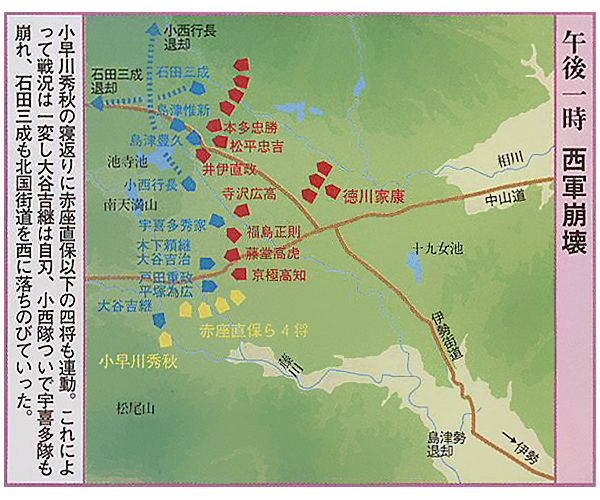 午後一時 西軍崩壊
小西行長
退却
石田三成
退却
石田三成
島津惟新
島津豊久
本多忠勝
松平忠吉
井伊直政
池寺池
小西行長
寺沢広高
徳川家康
相川
中山道
南天満山
宇喜多秀家
福島正則
木下頼継
大谷吉治
藤堂高虎
戸田重政
平塚為広
京極高知
十九女池
大谷吉継
赤座直保ら4将
小早川秀秋
伊勢街道
藤川
松尾山
島津勢
退却
→伊勢
小早川秀秋の寝返りに赤座直保以下の四将も連動。これによ
って戦況は一変し大谷吉継は自刃、小西隊ついで宇喜多隊も
崩れ、石田三成も北国街道を西に落ちのびていった。